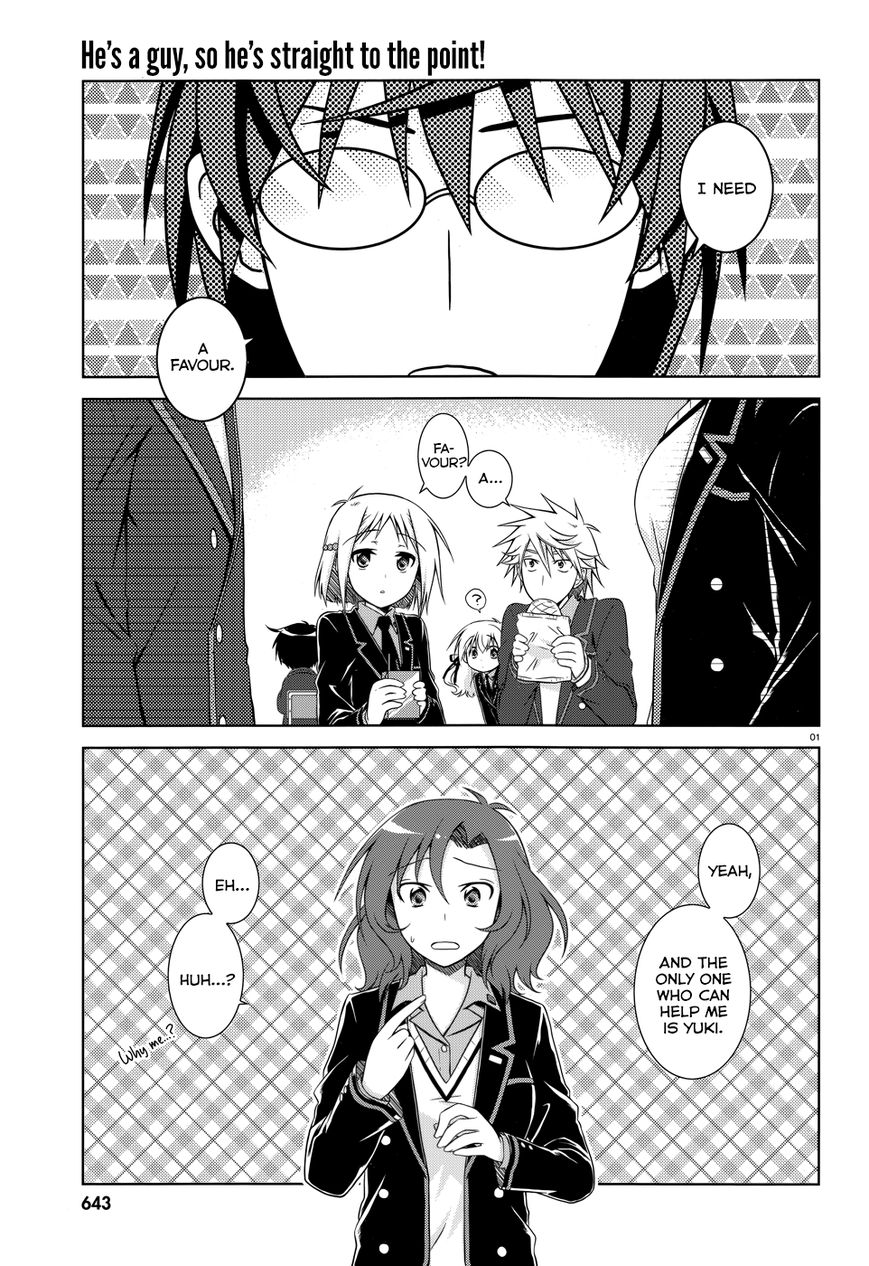 He's a guy, so he's straight to the point!
I NEED
A
FAVOUR.
A...
FA-
VOUR?
?
01
YEAH,
AND THE
ONLY ONE
WHO CAN
HELP ME
IS YUKI.
EH...
HUH...?
Why me...?
643